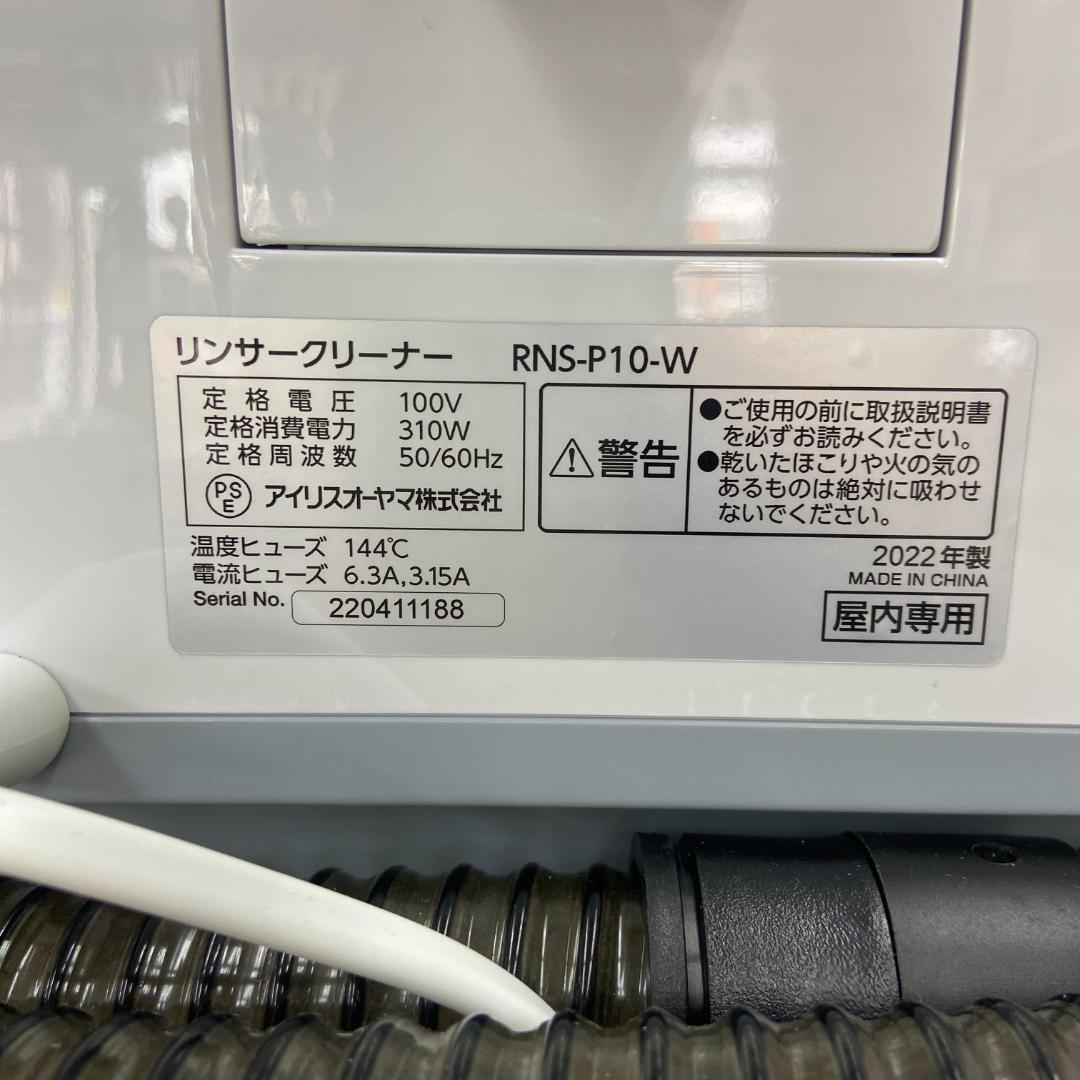 リンサークリーナー RNS-P10-W
定格電圧 100V
定格消費電力 310W
定格周波数 50/60Hz
PSE アイリスオーヤマ株式会社
警告
●ご使用の前に取扱説明書
を必ずお読みください。
●乾いたほこりや火の気の
あるものは絶対に吸わせ
ないでください。
温度ヒューズ 144℃
電流ヒューズ 6.3A,3.15A
Serial No. 220411188
2022年製
MADE IN CHINA
屋内専用